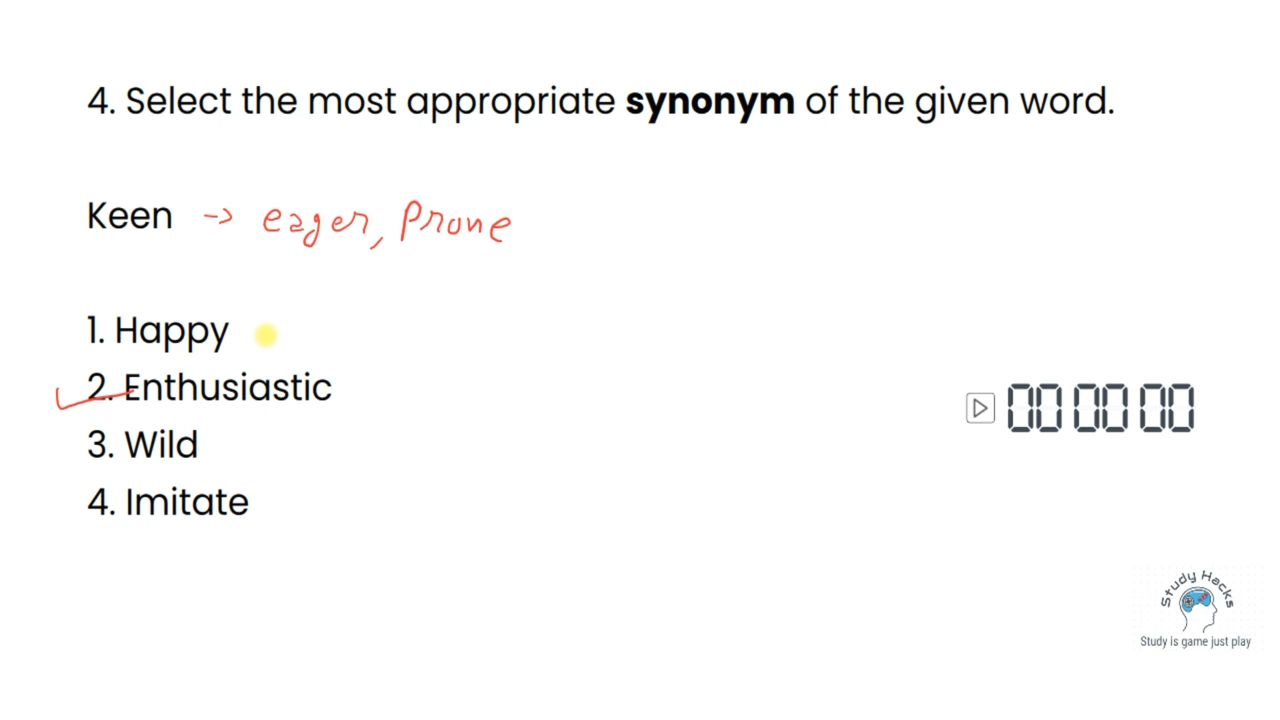 4. Select the most appropriate synonym of the given word.
Keen → eager, Prone
1. Happy
2. Enthusiastic
3. Wild
4. Imitate
00 00 00
Study Hacks
Study is game just play